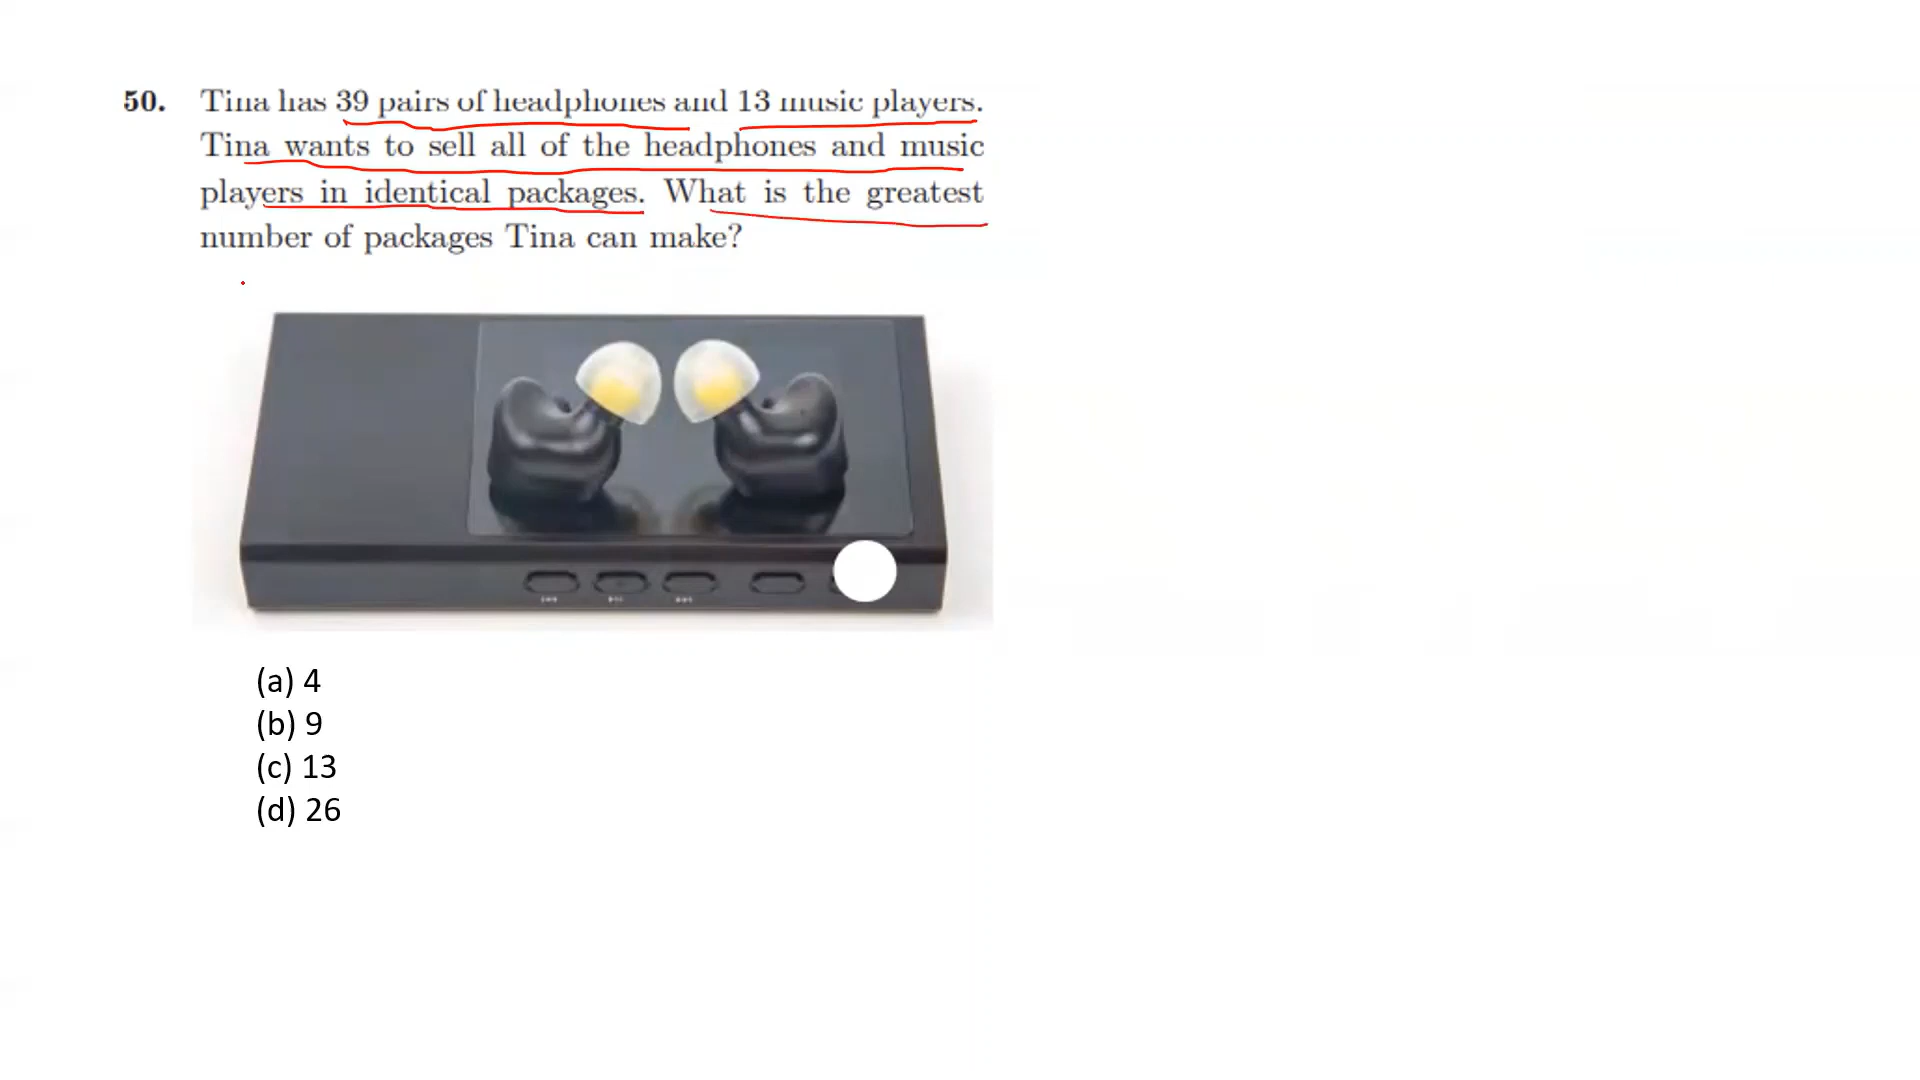 50. Tina has 39 pairs of headphones and 13 music players.
Tina wants to sell all of the headphones and music
players in identical packages. What is the greatest
number of packages Tina can make?
(a) 4
(b) 9
(c) 13
(d) 26